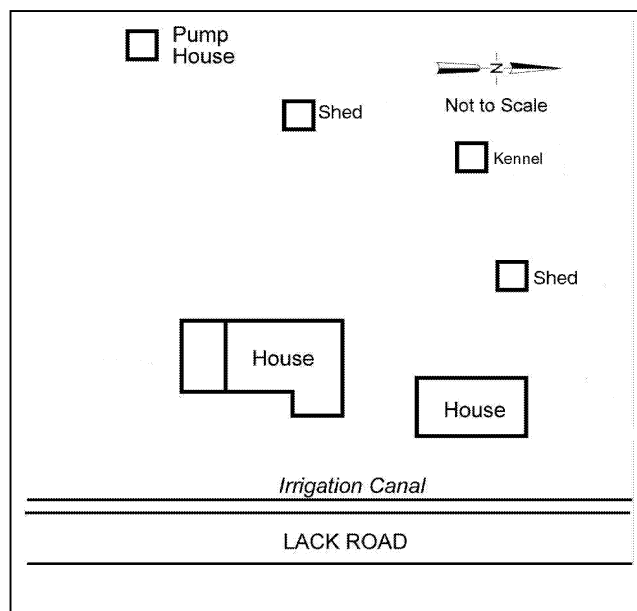 Pump
House
N
Not to Scale
Shed
Kennel
Shed
House
House
Irrigation Canal
LACK ROAD